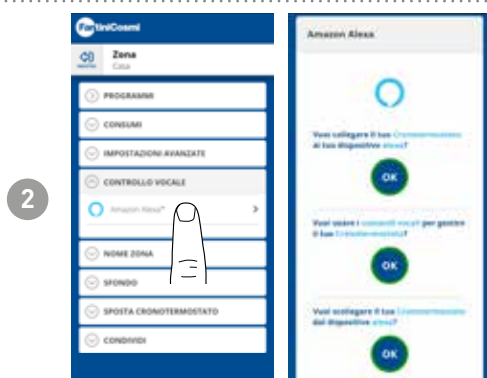 2
FantiniCosmi
Zona
Casa
PROGRAMMI
CONSUMI
IMPOSTAZIONI AVANZATE
CONTROLLO VOCALE
Amazon Alexa
NOME ZONA
SFONDO
SPOSTA CRONOTERMOSTATO
CONDIVIDI
Amazon Alexa
Vuoi collegare il tuo Cronotermostato
al tuo dispositivo alexa?
OK
Vuoi usare i comandi vocali per gestire
il tuo Cronotermostato?
OK
Vuoi scollegare il tuo Cronotermostato
dal dispositivo alexa?
OK